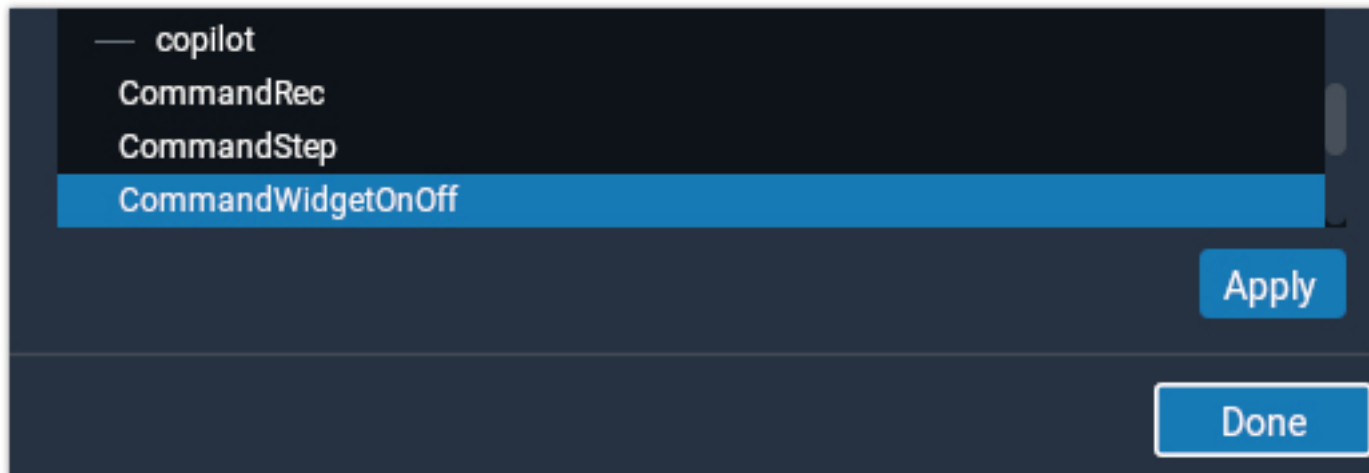 copilot
CommandRec
CommandStep
CommandWidgetOnOff
Apply
Done